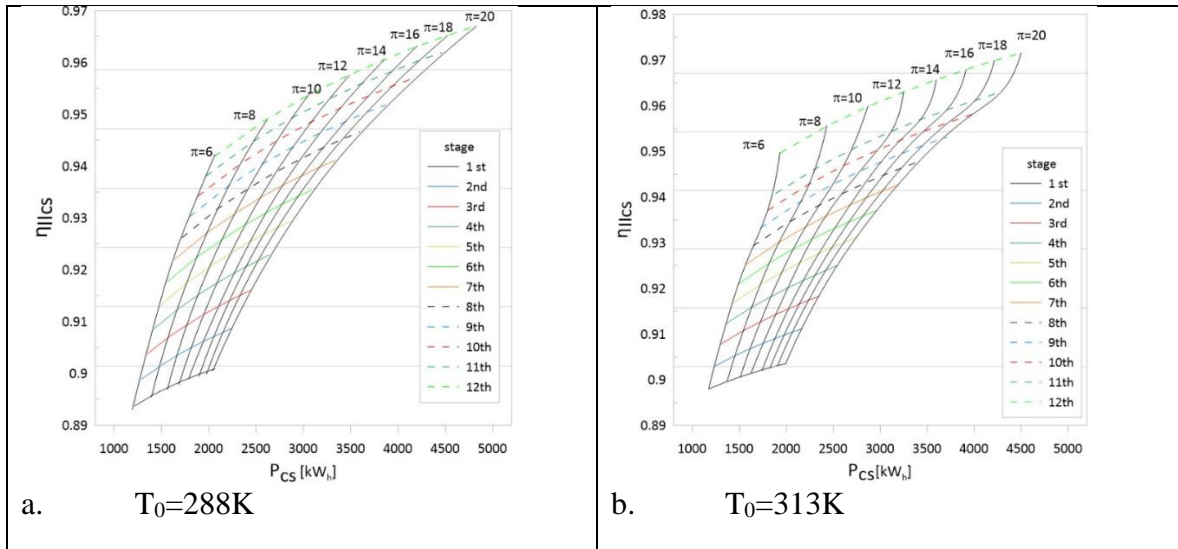 0.97
0.96
0.95
0.94
0.93
0.92
0.91
0.9
0.89
ηIIcs
π=6
π=8
π=10
π=12
π=14
π=16
π=18
π=20
stage
1 st
2nd
3rd
4th
5th
6th
7th
8th
9th
10th
11th
12th
1000 1500 2000 2500 3000 3500 4000 4500 5000
PCS [kWh]
a. T0=288K
0.98
0.97
0.96
0.95
0.94
0.93
0.92
0.91
0.9
0.89
ηIIcs
π=6
π=8
π=10
π=12
π=14
π=16
π=18
π=20
stage
1 st
2nd
3rd
4th
5th
6th
7th
8th
9th
10th
11th
12th
1000 1500 2000 2500 3000 3500 4000 4500 5000
PCS [kWh]
b. T0=313K